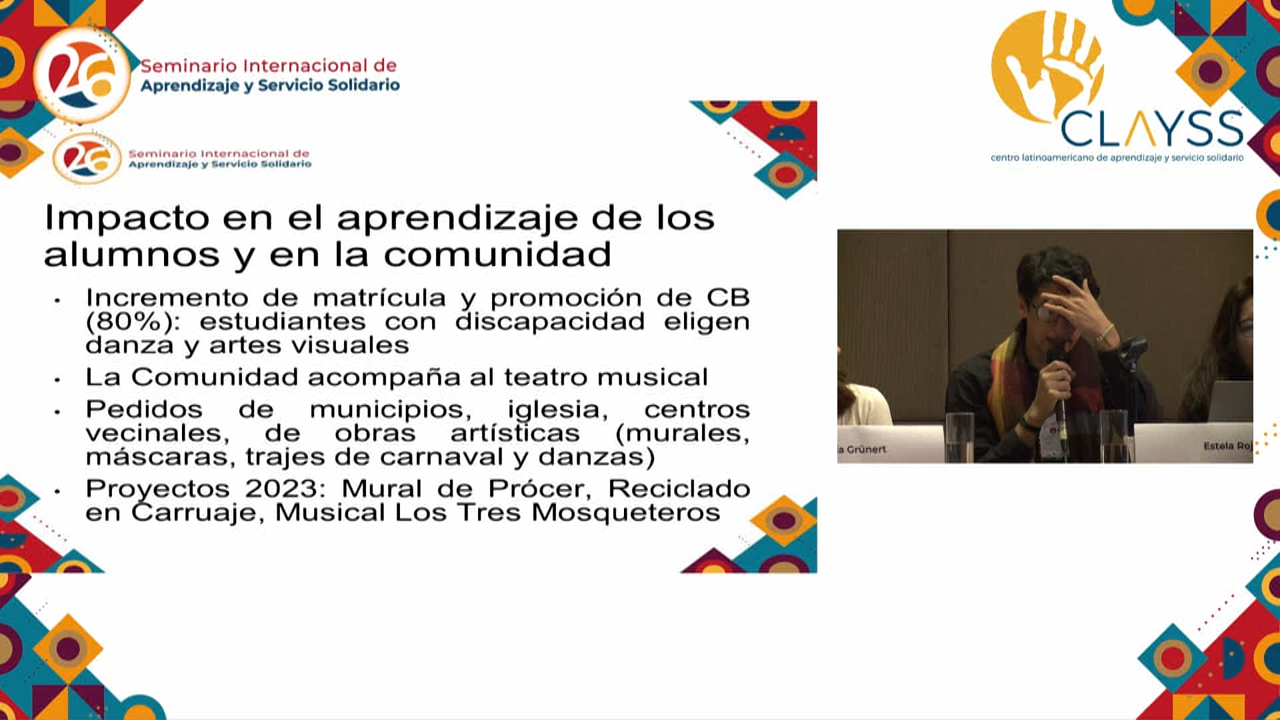 26
Seminario Internacional de
Aprendizaje y Servicio Solidario
CLAYSS
centro latinoamericano de aprendizaje y servicio solidario
26
Seminario Internacional de
Aprendizaje y Servicio Solidario
Impacto en el aprendizaje de los
alumnos y en la comunidad
• Incremento de matrícula y promoción de CB
(80%): estudiantes con discapacidad eligen
danza y artes visuales
• La Comunidad acompaña al teatro musical
• Pedidos de municipios, iglesia, centros
vecinales, de obras artísticas (murales,
máscaras, trajes de carnaval y danzas)
• Proyectos 2023: Mural de Prócer, Reciclado
en Carruaje, Musical Los Tres Mosqueteros
a Grünert
Estela Roj